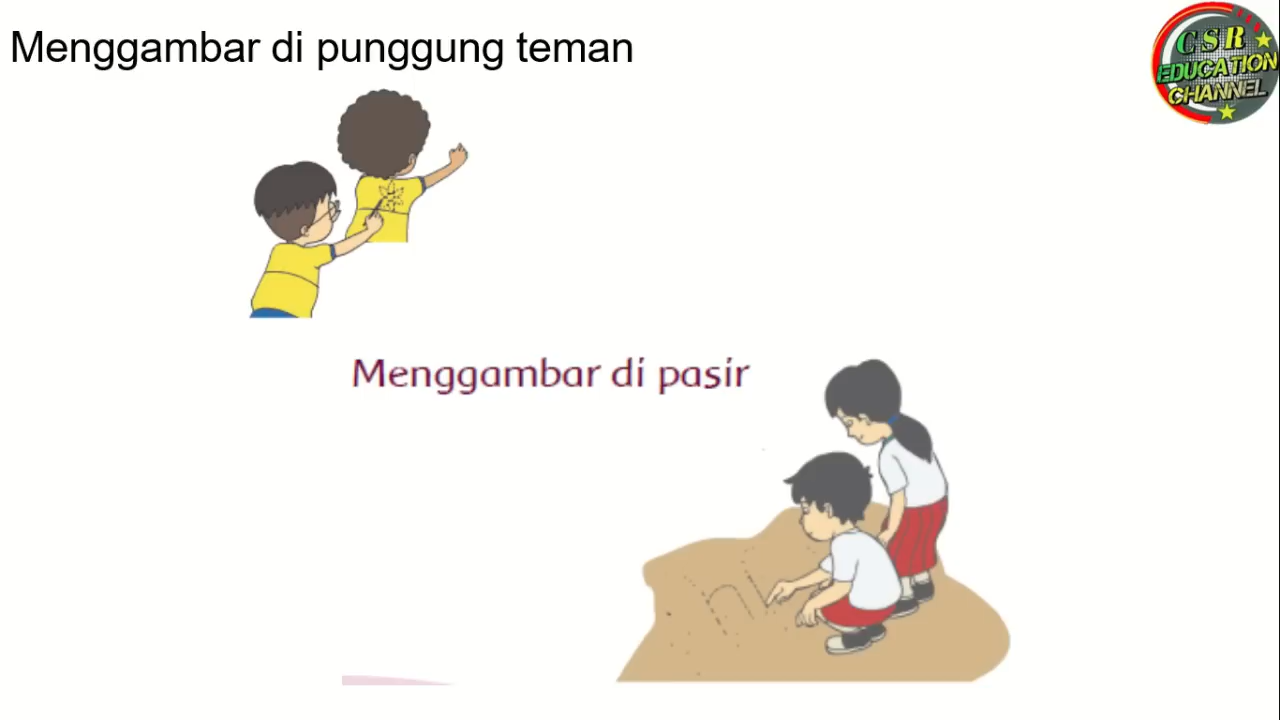 Menggambar di punggung teman
CSR
EDUCATION
CHANNEL
Menggambar di pasir